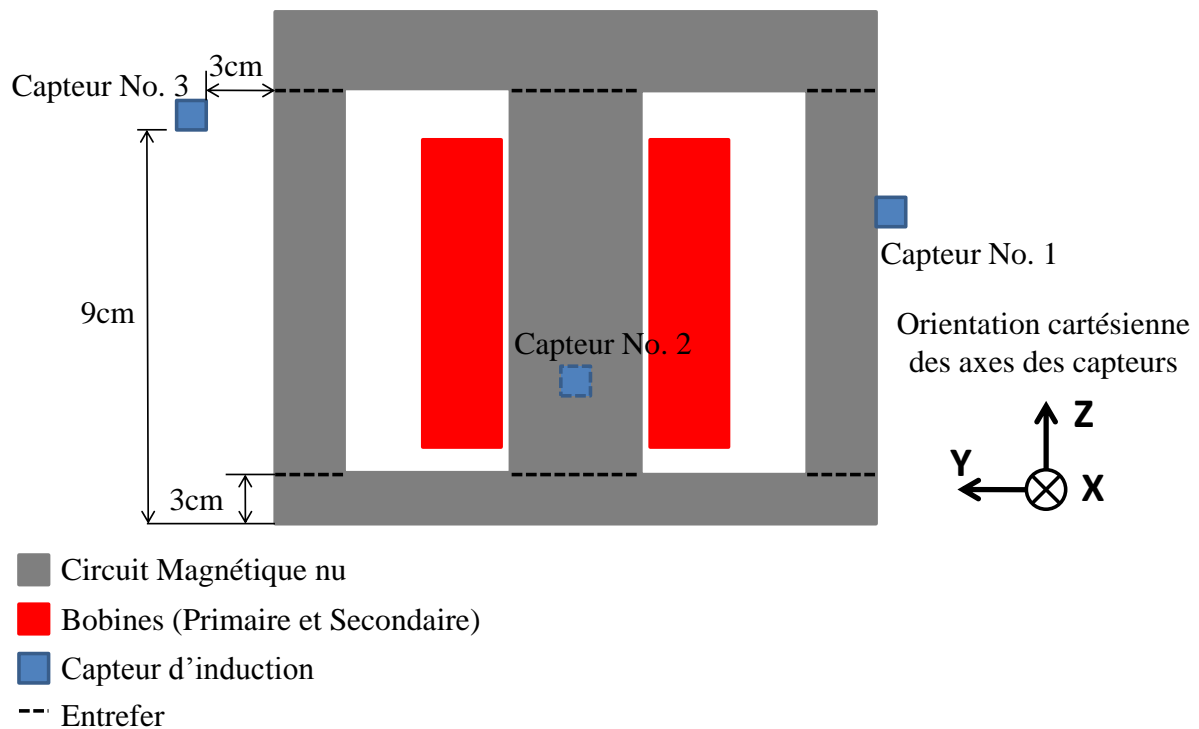 3cm
Capteur No. 3
Capteur No. 1
9cm
Capteur No. 2
Orientation cartésienne
des axes des capteurs
Z
Y
X
3cm
Circuit Magnétique nu
Bobines (Primaire et Secondaire)
Capteur d’induction
Entrefer